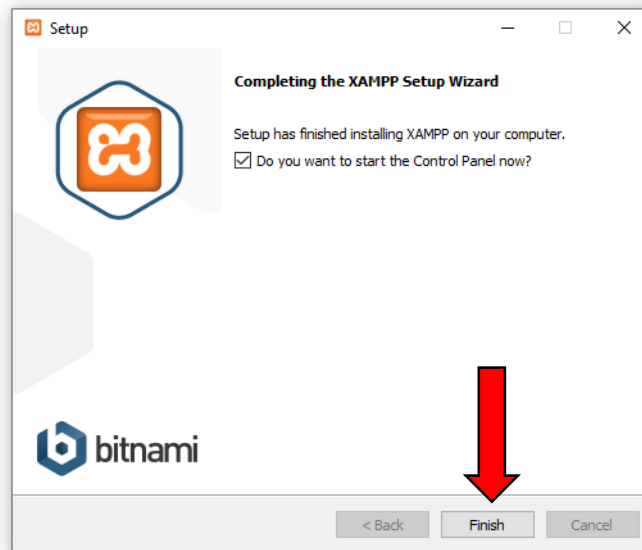 Setup
Completing the XAMPP Setup Wizard
Setup has finished installing XAMPP on your computer.
Do you want to start the Control Panel now?
bitnami
< Back
Finish
Cancel